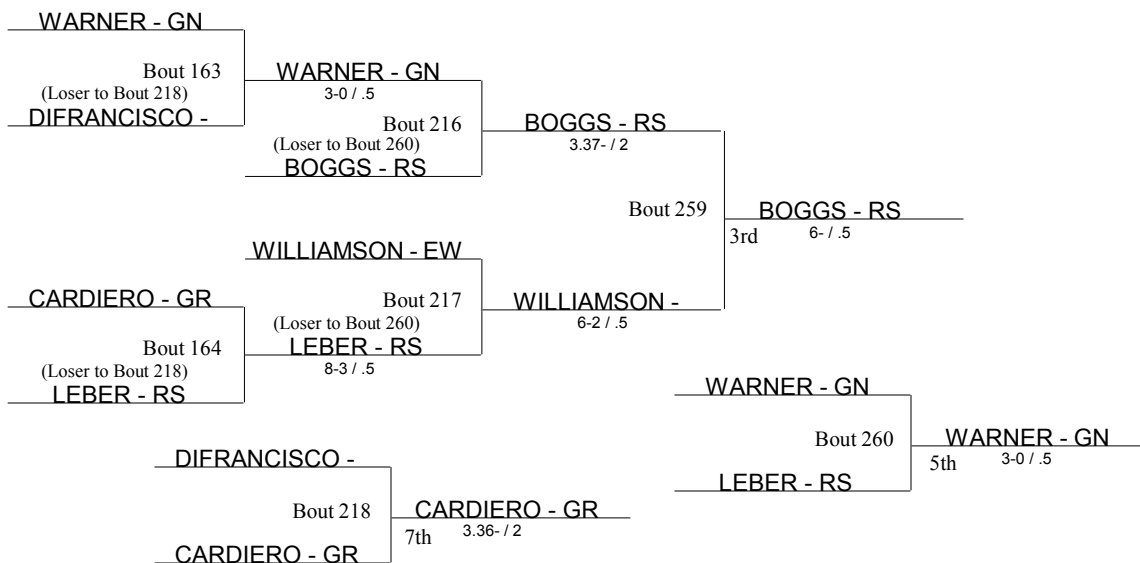 WARNER - GN
Bout 163
(Loser to Bout 218)
DIFRANCISCO -
WARNER - GN
3-0 / .5
Bout 216
(Loser to Bout 260)
BOGGS - RS
BOGGS - RS
3.37- / 2
Bout 259
BOGGS - RS
6- / .5
3rd
WILLIAMSON - EW
Bout 217
(Loser to Bout 260)
LEBER - RS
8-3 / .5
WILLIAMSON -
6-2 / .5
CARDIERO - GR
Bout 164
(Loser to Bout 218)
LEBER - RS
WARNER - GN
Bout 260
LEBER - RS
WARNER - GN
3-0 / .5
5th
DIFRANCISCO -
Bout 218
CARDIERO - GR
CARDIERO - GR
3.36- / 2
7th